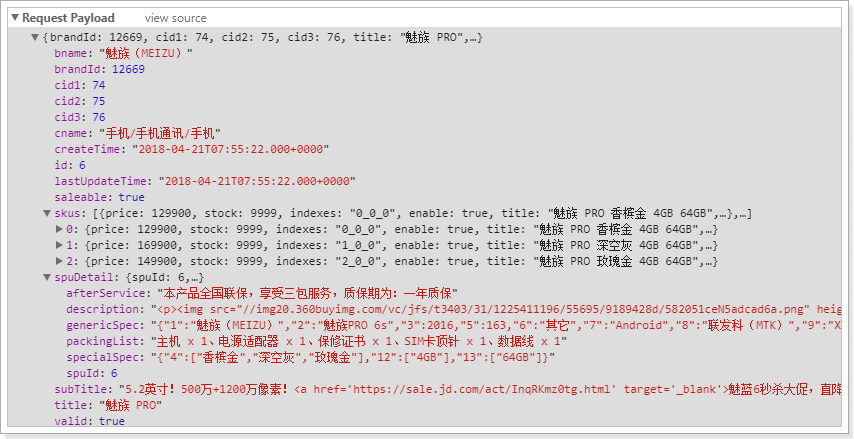 ▼Request Payload view source
▼{brandId: 12669, cid1: 74, cid2: 75, cid3: 76, title: "魅族 PRO",…}
bname: "魅族（MEIZU）"
brandId: 12669
cid1: 74
cid2: 75
cid3: 76
cname: "手机/手机通讯/手机"
createTime: "2018-04-21T07:55:22.000+0000"
id: 6
lastUpdateTime: "2018-04-21T07:55:22.000+0000"
saleable: true
▼skus: [{price: 129900, stock: 9999, indexes: "0_0_0", enable: true, title: "魅族 PRO 香槟金 4GB 64GB",…},…]
▶0: {price: 129900, stock: 9999, indexes: "0_0_0", enable: true, title: "魅族 PRO 香槟金 4GB 64GB",…}
▶1: {price: 169900, stock: 9999, indexes: "1_0_0", enable: true, title: "魅族 PRO 深空灰 4GB 64GB",…}
▶2: {price: 149900, stock: 9999, indexes: "2_0_0", enable: true, title: "魅族 PRO 玫瑰金 4GB 64GB",…}
▼spuDetail: {spuId: 6,…}
afterService: "本产品全国联保，享受三包服务，质保期为：一年质保"
description: "<p><img src="//img20.360buyimg.com/vc/jfs/t3403/31/1225411196/55695/9189428d/582051ceN5adcad6a.png" heig
genericSpec: "{"1":"魅族（MEIZU）","2":"魅族PRO 6s","3":2016,"5":163,"6":"其它","7":"Android","8":"联发科（MTK）","9":"X
packingList: "主机 x 1、电源适配器 x 1、保修证书 x 1、SIM卡顶针 x 1、数据线 x 1"
specialSpec: "{"4":["香槟金","深空灰","玫瑰金"],"12":["4GB"],"13":["64GB"]}"
spuId: 6
subTitle: "5.2英寸！500万+1200万像素！<a href='https://sale.jd.com/act/InqRKmz0tg.html' target='_blank'>魅蓝6秒杀大促，直降
title: "魅族 PRO"
valid: true